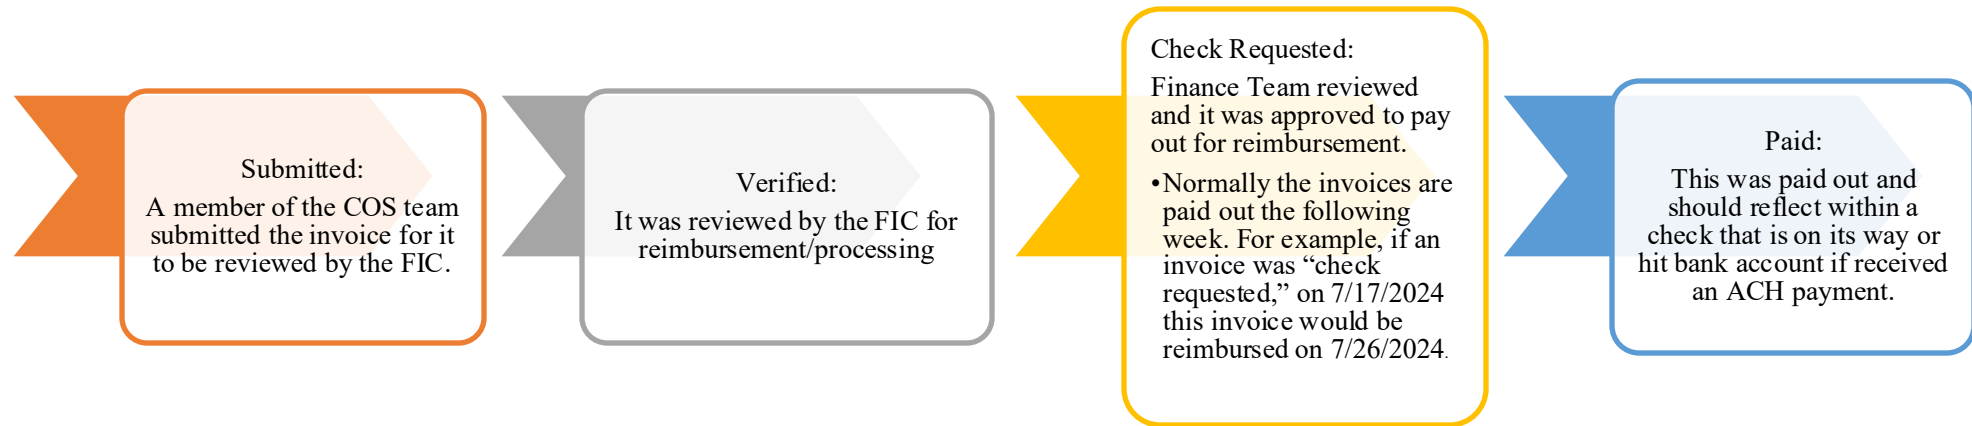 Submitted:
A member of the COS team
submitted the invoice for it
to be reviewed by the FIC.
Verified:
It was reviewed by the FIC for
reimbursement/processing
Check Requested:
Finance Team reviewed
and it was approved to pay
out for reimbursement.
•Normally the invoices are
paid out the following
week. For example, if an
invoice was “check
requested,” on 7/17/2024
this invoice would be
reimbursed on 7/26/2024.
Paid:
This was paid out and
should reflect within a
check that is on its way or
hit bank account if received
an ACH payment.